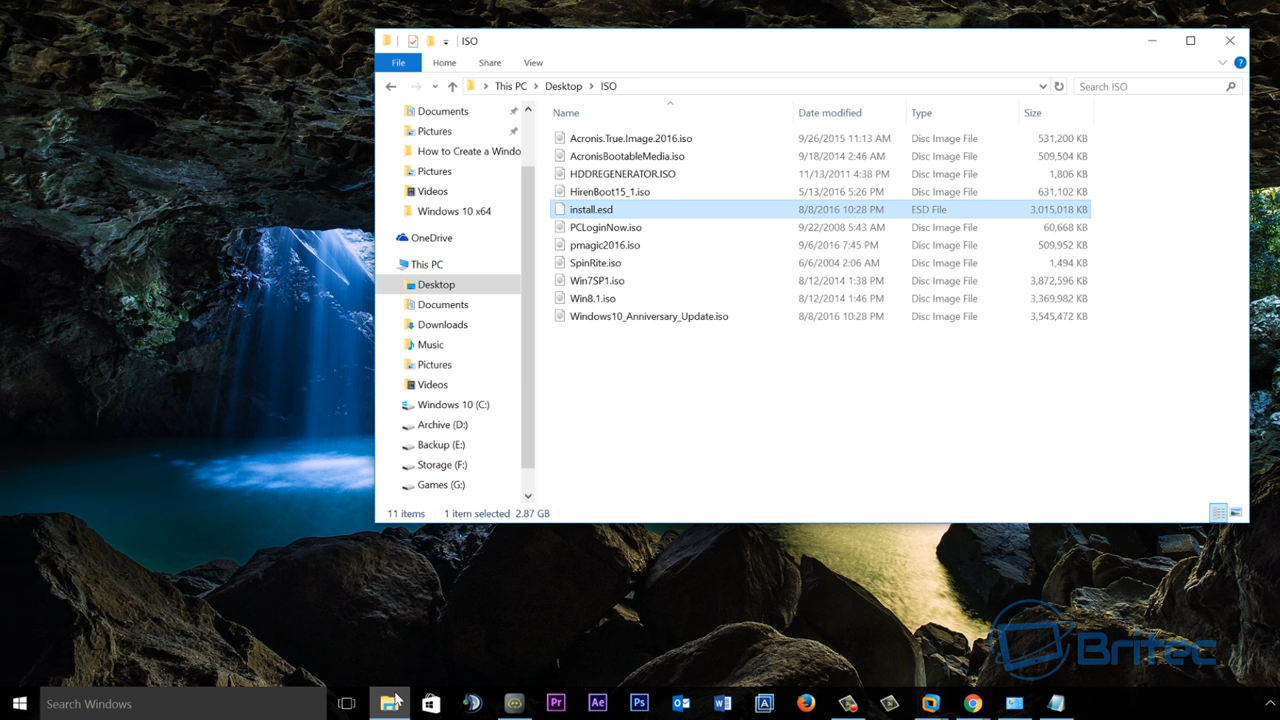 ISO
File Home Share View
This PC Desktop ISO Search ISO
Name Date modified Type Size
Documents
Pictures
How to Create a Windo
Pictures
Videos
Windows 10 x64
OneDrive
This PC
Desktop
Documents
Downloads
Music
Pictures
Videos
Windows 10 (C:)
Archive (D:)
Backup (E:)
Storage (F:)
Games (G:)
Acronis.True.Image.2016.iso 9/26/2015 11:13 AM Disc Image File 531,200 KB
AcronisBootableMedia.iso 9/18/2014 2:46 AM Disc Image File 509,504 KB
HDDREGENERATOR.ISO 11/13/2011 4:38 PM Disc Image File 1,806 KB
HirenBoot15_1.iso 5/13/2016 5:26 PM Disc Image File 631,102 KB
install.esd 8/8/2016 10:28 PM ESD File 3,015,018 KB
PCLoginNow.iso 9/22/2008 5:43 AM Disc Image File 60,668 KB
pmagic2016.iso 9/6/2016 7:45 PM Disc Image File 509,952 KB
SpinRite.iso 6/6/2004 2:06 AM Disc Image File 1,494 KB
Win7SP1.iso 8/12/2014 1:38 PM Disc Image File 3,872,596 KB
Win8.1.iso 8/12/2014 1:46 PM Disc Image File 3,369,982 KB
Windows10_Anniversary_Update.iso 8/8/2016 10:28 PM Disc Image File 3,545,472 KB
11 items 1 item selected 2.87 GB
Britec
Search Windows
Pr
Ae
Ps